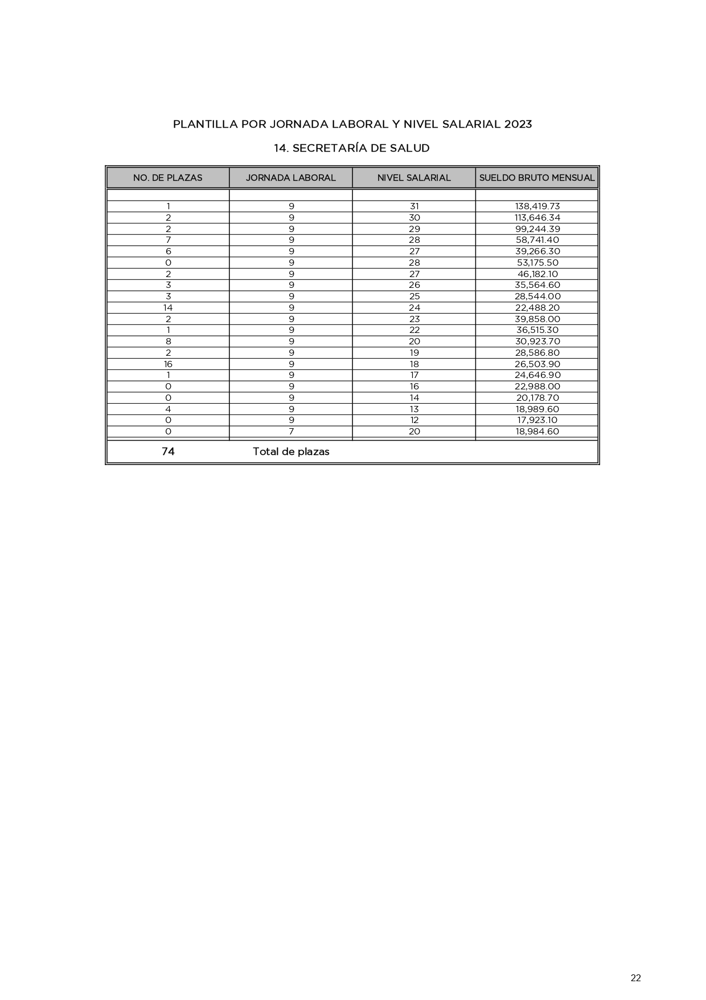 PLANTILLA POR JORNADA LABORAL Y NIVEL SALARIAL 2023
14. SECRETARÍA DE SALUD
NO. DE PLAZAS JORNADA LABORAL NIVEL SALARIAL SUELDO BRUTO MENSUAL
1 9 31 138,419.73
2 9 30 113,646.34
2 9 29 99,244.39
7 9 28 58,741.40
6 9 27 39,266.30
0 9 28 53,175.50
2 9 27 46,182.10
3 9 26 35,564.60
3 9 25 28,544.00
14 9 24 22,488.20
2 9 23 39,858.00
1 9 22 36,515.30
8 9 20 30,923.70
2 9 19 28,586.80
16 9 18 26,503.90
1 9 17 24,646.90
0 9 16 22,988.00
0 9 14 20,178.70
4 9 13 18,989.60
0 9 12 17,923.10
0 7 20 18,984.60
74 Total de plazas
22